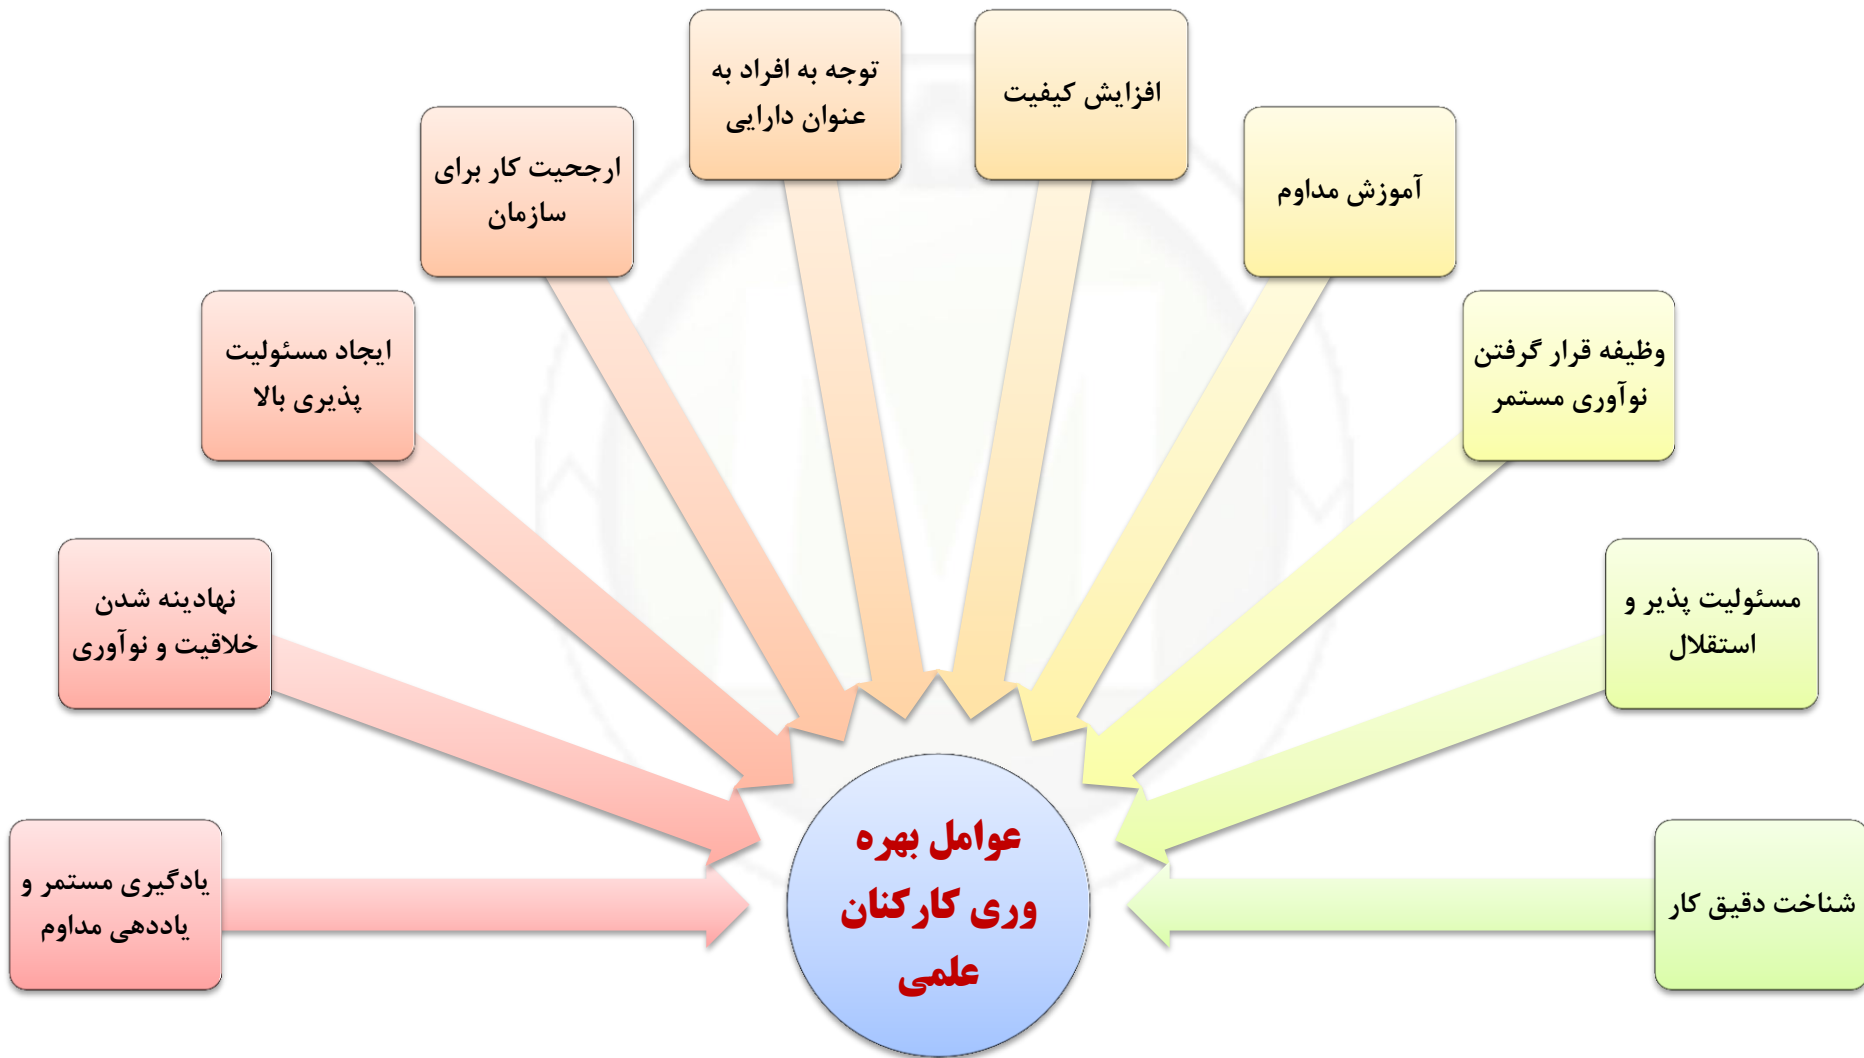 توجه به افراد به
عنوان دارایی
افزایش کیفیت
ارجحیت کار برای
سازمان
آموزش مداوم
ایجاد مسئولیت
پذیری بالا
وظیفه قرار گرفتن
نوآوری مستمر
نهادینه شدن
خلاقیت و نوآوری
مسئولیت پذیر و
استقلال
یادگیری مستمر و
یاددهی مداوم
شناخت دقیق کار
عوامل بهره
وری کارکنان
علمی